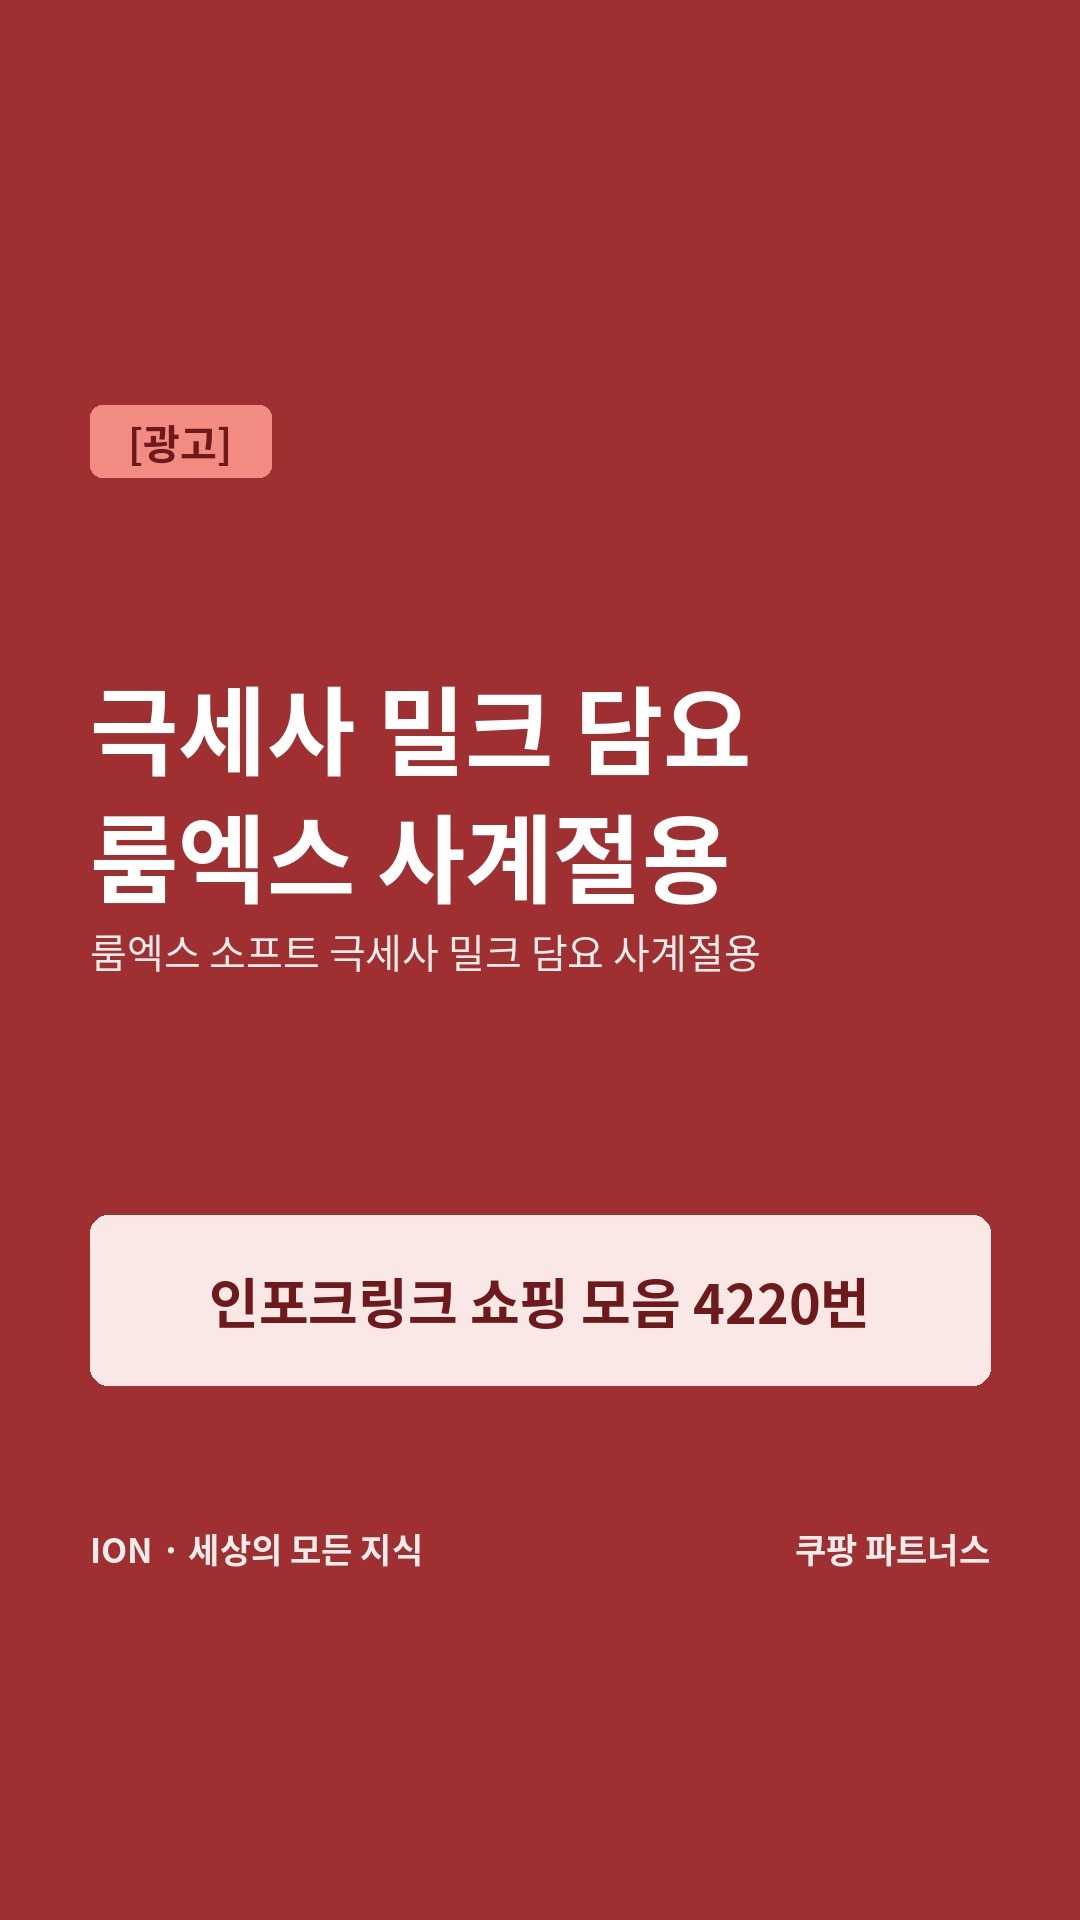 [광고]
극세사 밀크 담요
룸엑스 사계절용
룸엑스 소프트 극세사 밀크 담요 사계절용
인포크링크 쇼핑 모음 4220번
ION · 세상의 모든 지식
쿠팡 파트너스